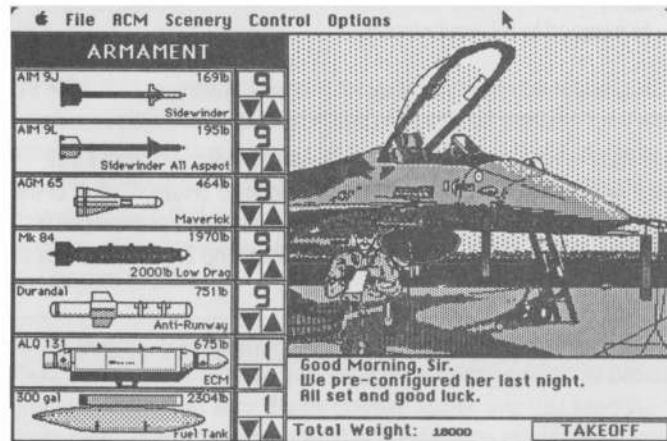 File ACM Scenery Control Options
ARMAMENT
AIM 9J 169lb 9
Sidewinder
AIM 9L 195lb 9
Sidewinder All Aspect
AGM 65 464lb 9
Maverick
Mk 84 1970lb 9
2000lb Low Drag
Durandal 751lb 9
Anti-Runway
ALQ 131 675lb 1
ECM
300 gal 2304lb 1
Fuel Tank
Good Morning, Sir.
We pre-configured her last night.
All set and good luck.
Total Weight: 18000 TAKEOFF